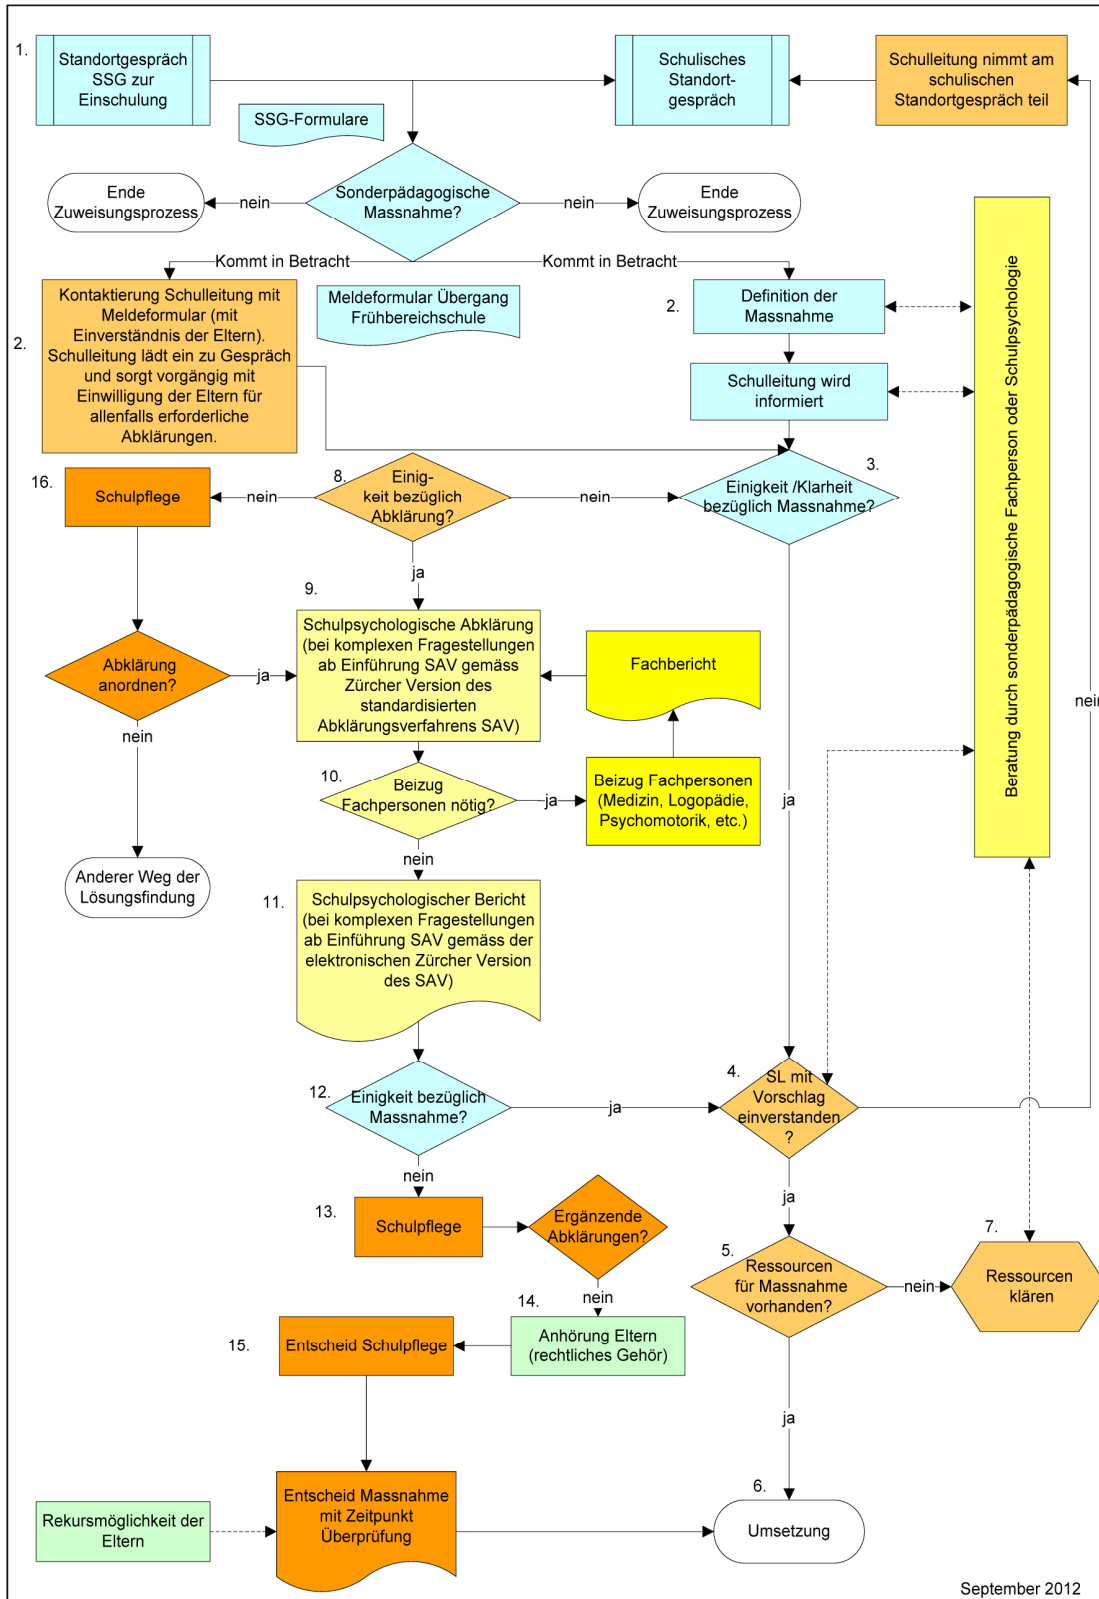 1.
Standortgespräch
SSG zur
Einschulung
Schulisches
Standort-
gespräch
Schulleitung nimmt am
schulischen
Standortgespräch teil
SSG-Formulare
Ende
Zuweisungsprozess
nein
Sonderpädagogische
Massnahme?
nein
Ende
Zuweisungsprozess
Kommt in Betracht
Kommt in Betracht
2.
Kontaktierung Schulleitung mit
Meldeformular (mit
Einverständnis der Eltern).
Schulleitung lädt ein zu Gespräch
und sorgt vorgängig mit
Einwilligung der Eltern für
allenfalls erforderliche
Abklärungen.
Meldeformular Übergang
Frühbereichschule
2.
Definition der
Massnahme
Schulleitung wird
informiert
Beratung durch sonderpädagogische Fachperson oder Schulpsychologie
16.
Schulpflege
nein
8.
Einig-
keit bezüglich
Abklärung?
nein
3.
Einigkeit /Klarheit
bezüglich Massnahme?
ja
9.
Schulpsychologische Abklärung
(bei komplexen Fragestellungen
ab Einführung SAV gemäss
Zürcher Version des
standardisierten
Abklärungsverfahrens SAV)
Fachbericht
Abklärung
anordnen?
ja
nein
nein
10.
Beizug
Fachpersonen nötig?
ja
Beizug Fachpersonen
(Medizin, Logopädie,
Psychomotorik, etc.)
ja
nein
Anderer Weg der
Lösungsfindung
11.
Schulpsychologischer Bericht
(bei komplexen Fragestellungen
ab Einführung SAV gemäss der
elektronischen Zürcher Version
des SAV)
12.
Einigkeit bezüglich
Massnahme?
ja
4.
SL mit
Vorschlag
einverstanden
?
nein
13.
Schulpflege
Ergänzende
Abklärungen?
ja
5.
Ressourcen
für Massnahme
vorhanden?
nein
7.
Ressourcen
klären
nein
14.
Anhörung Eltern
(rechtliches Gehör)
15.
Entscheid Schulpflege
ja
Rekursmöglichkeit der
Eltern
Entscheid Massnahme
mit Zeitpunkt
Überprüfung
6.
Umsetzung
September 2012